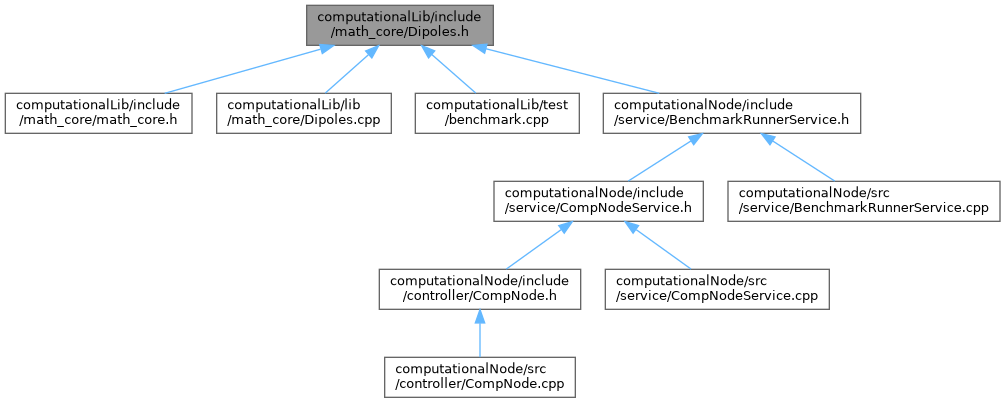 computationalLib/include
/math_core/Dipoles.h
computationalLib/include
/math_core/math_core.h
computationalLib/lib
/math_core/Dipoles.cpp
computationalLib/test
/benchmark.cpp
computationalNode/include
/service/BenchmarkRunnerService.h
computationalNode/include
/service/CompNodeService.h
computationalNode/src
/service/BenchmarkRunnerService.cpp
computationalNode/include
/controller/CompNode.h
computationalNode/src
/service/CompNodeService.cpp
computationalNode/src
/controller/CompNode.cpp